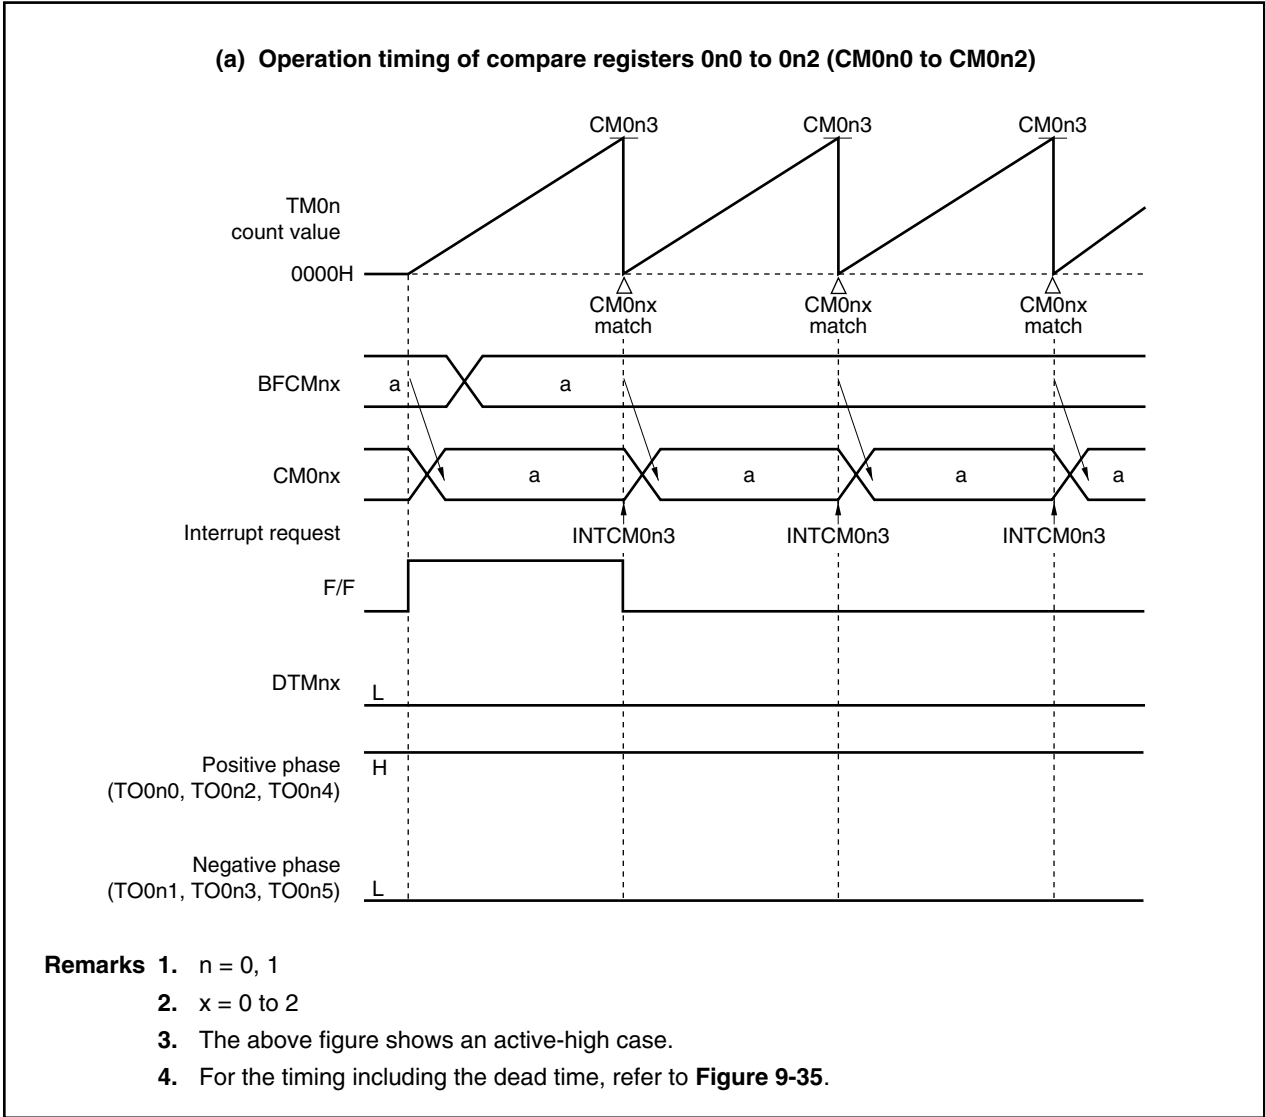 (a) Operation timing of compare registers 0n0 to 0n2 (CM0n0 to CM0n2)
CM0n3 CM0n3 CM0n3
TM0n
count value
0000H
CM0nx CM0nx CM0nx
match match match
BFCMnx a a
CM0nx a a a a
Interrupt request INTCM0n3 INTCM0n3 INTCM0n3
F/F
DTMnx L
Positive phase H
(TO0n0, TO0n2, TO0n4)
Negative phase
(TO0n1, TO0n3, TO0n5) L
Remarks 1. n = 0, 1
2. x = 0 to 2
3. The above figure shows an active-high case.
4. For the timing including the dead time, refer to Figure 9-35.